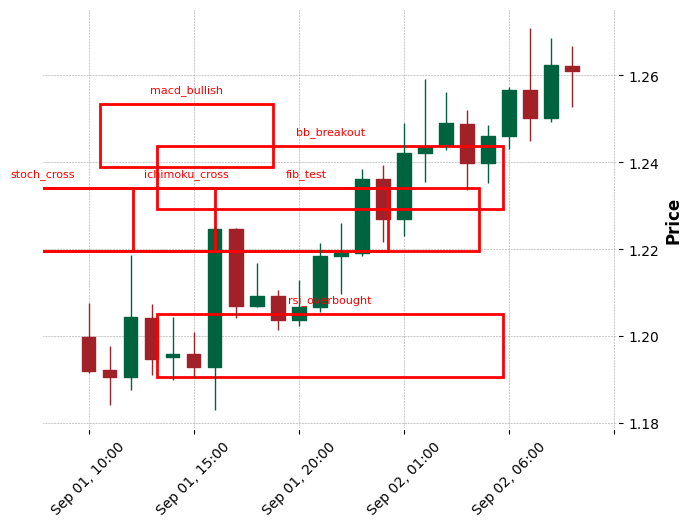 macd_bullish
bb_breakout
stoch_cross
ichimoku_cross
fib_test
rsi_overbought
1.26
1.24
1.22
1.20
1.18
Price
Sep 01, 10:00
Sep 01, 15:00
Sep 01, 20:00
Sep 02, 01:00
Sep 02, 06:00